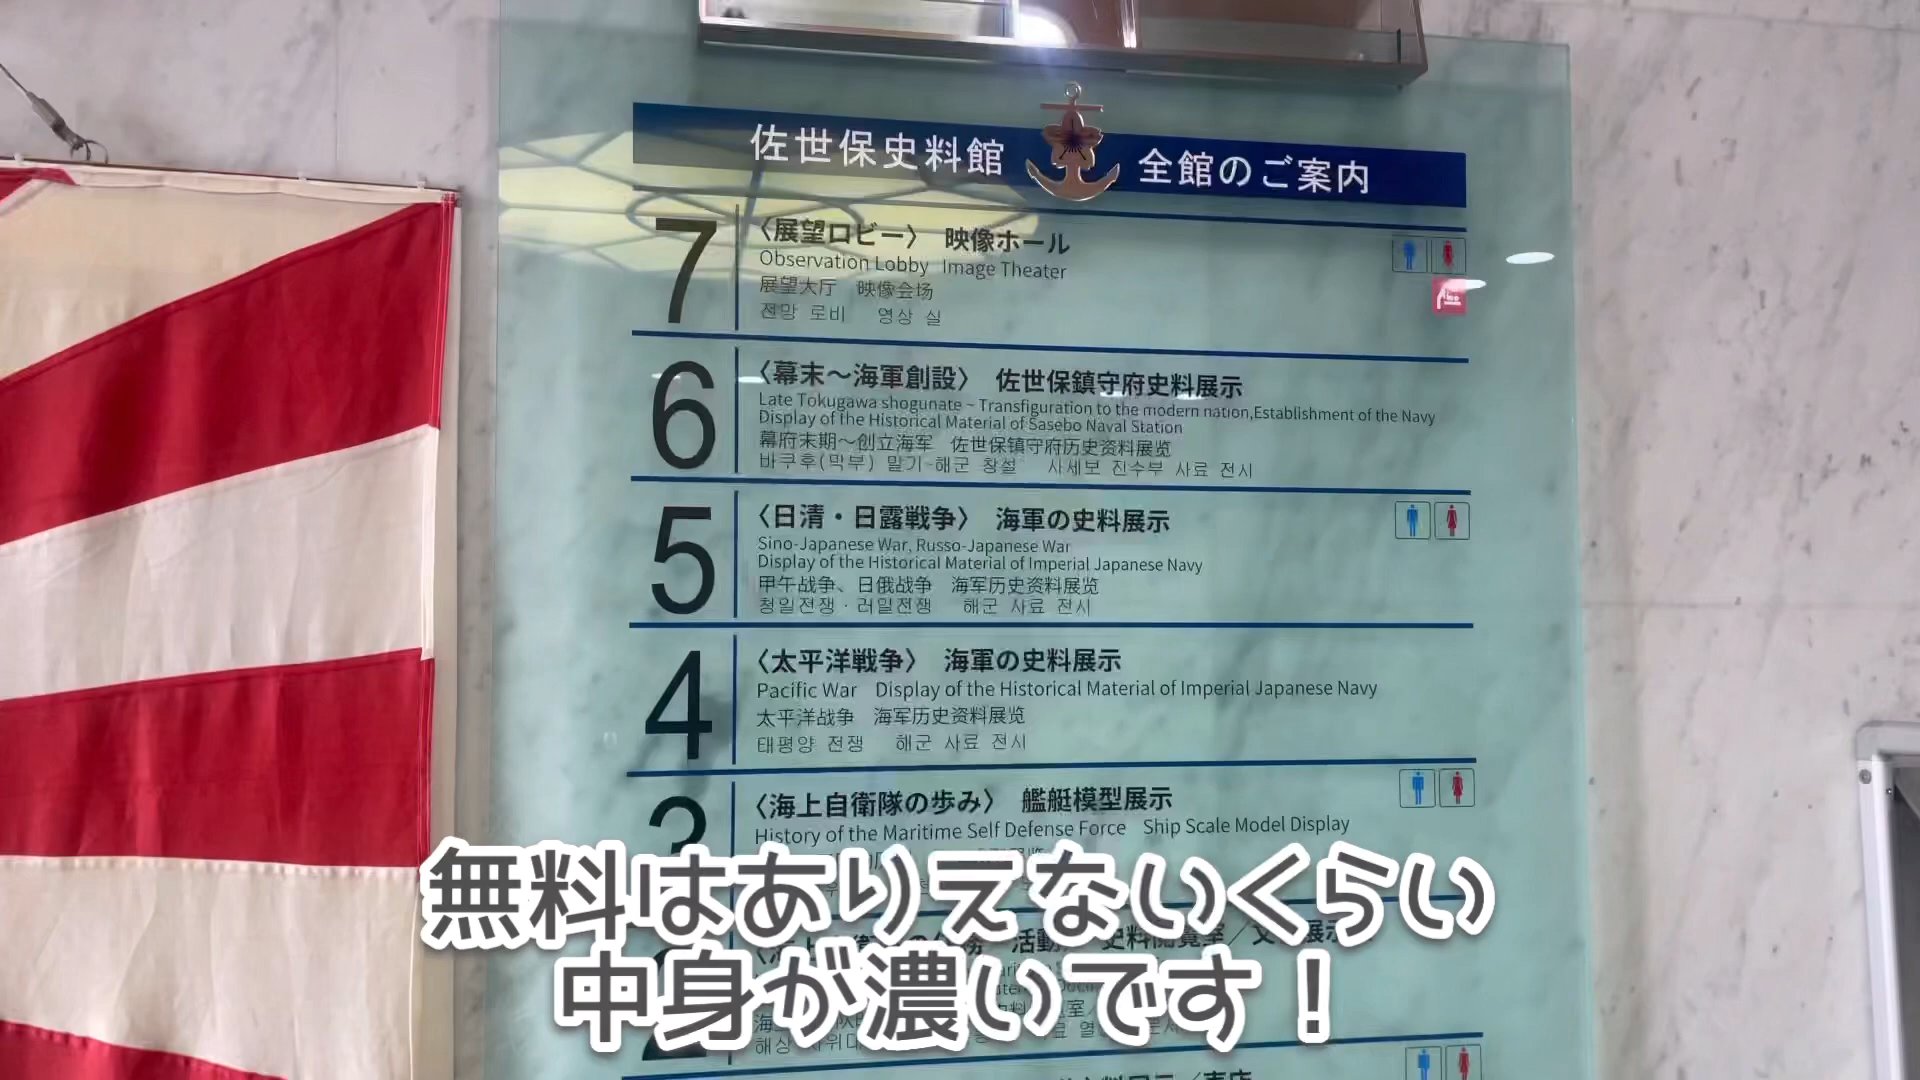 佐世保史料館 全館のご案内
7
〈展望ロビー〉 映像ホール
Observation Lobby Image Theater
展望大厅 映像会场
전망 로비 영상 실
6
〈幕末～海軍創設〉 佐世保鎮守府史料展示
Late Tokugawa shogunate – Transfiguration to the modern nation,Establishment of the Navy
Display of the Historical Material of Sasebo Naval Station
幕府末期～创立海军 佐世保镇守府历史资料展览
바쿠후(막부) 말기~해군 창설 사세보 진수부 사료 전시
5
〈日清・日露戦争〉 海軍の史料展示
Sino-Japanese War, Russo-Japanese War
Display of the Historical Material of Imperial Japanese Navy
甲午战争、日俄战争 海军历史资料展览
청일전쟁・러일전쟁 해군 사료 전시
4
〈太平洋戦争〉 海軍の史料展示
Pacific War Display of the Historical Material of Imperial Japanese Navy
太平洋战争 海军历史资料展览
태평양 전쟁 해군 사료 전시
3
〈海上自衛隊の歩み〉 艦艇模型展示
History of the Maritime Self Defense Force Ship Scale Model Display
無料はありえないくらい
中身が濃いです！